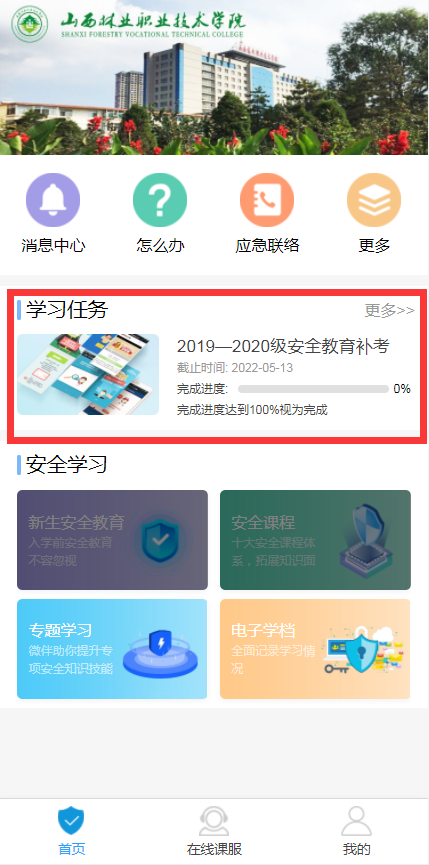 山西林业职业技术学院
SHANXI FORESTRY VOCATIONAL TECHNICAL COLLEGE
消息中心
怎么办
应急联络
更多
学习任务
更多>>
2019—2020级安全教育补考
截止时间: 2022-05-13
完成进度:
0%
完成进度达到100%视为完成
安全学习
新生安全教育
入学前安全教育
不容忽视
安全课程
十大安全课程体
系，拓展知识面
专题学习
微伴助你提升专
项安全知识技能
电子学档
全面记录学习情
况
首页
在线课服
我的